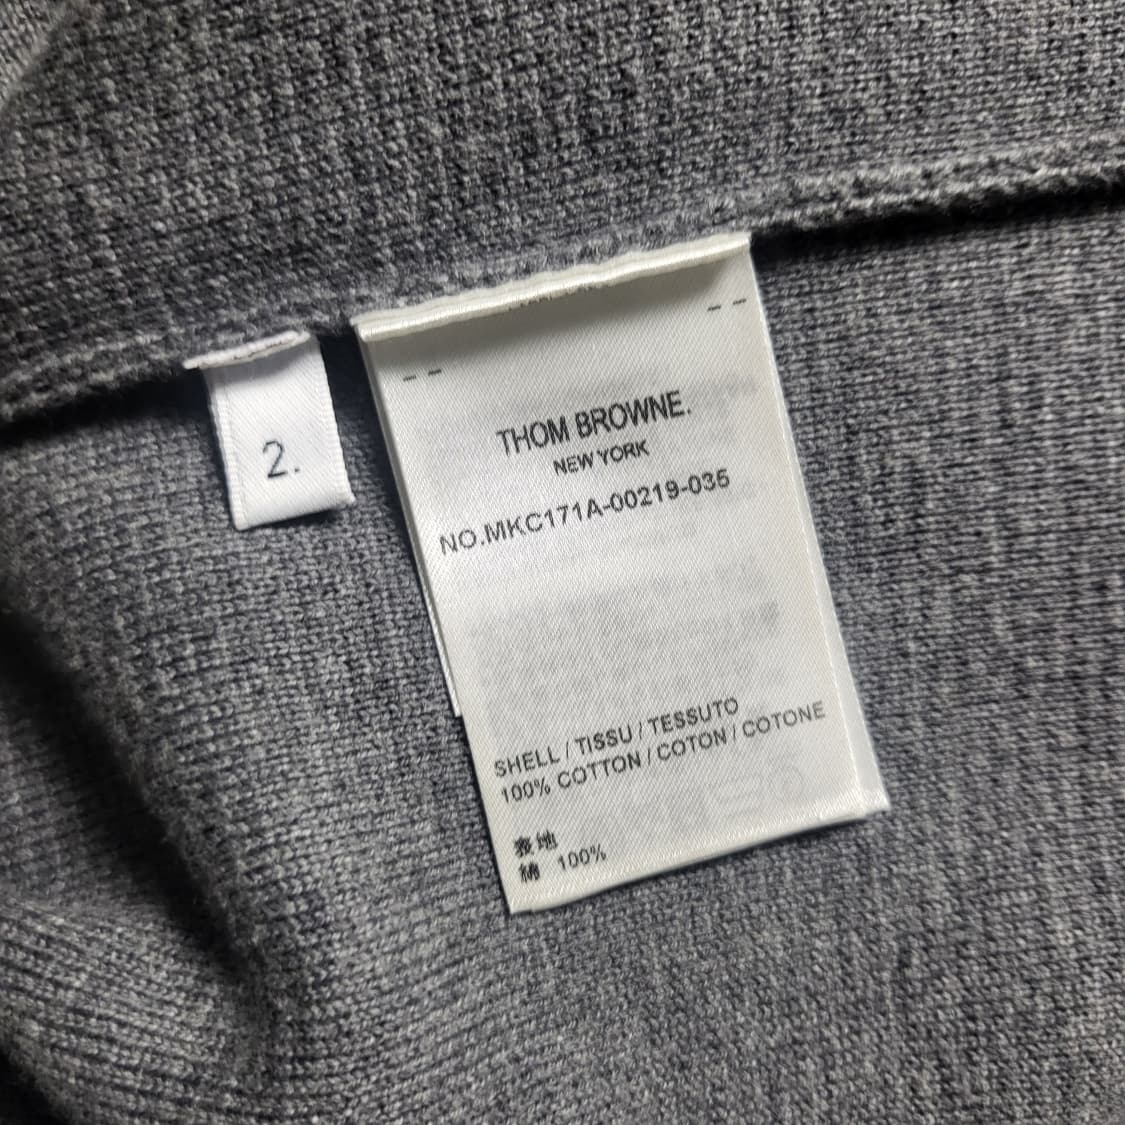 2.
THOM BROWNE.
NEW YORK
NO.MKC171A-00219-035
SHELL / TISSU / TESSUTO
100% COTTON / COTON / COTONE
表地
綿 100%